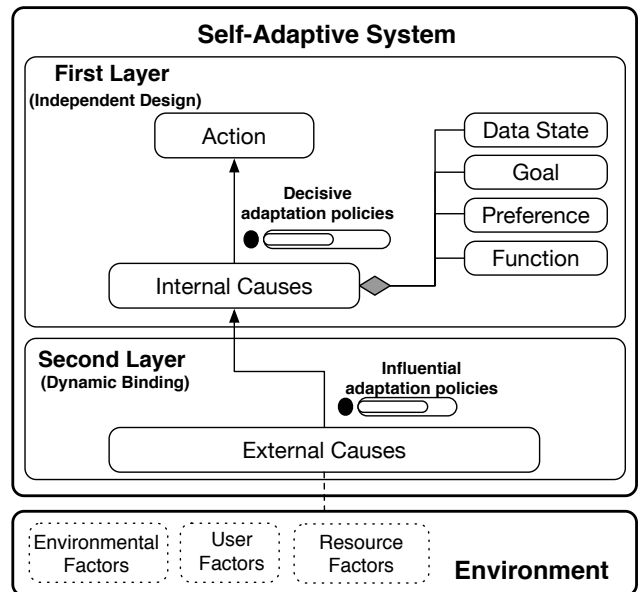 Self-Adaptive System
First Layer
(Independent Design)
Action
Data State
Goal
Preference
Function
Decisive
adaptation policies
Internal Causes
Second Layer
(Dynamic Binding)
Influential
adaptation policies
External Causes
Environmental
Factors
User
Factors
Resource
Factors
Environment